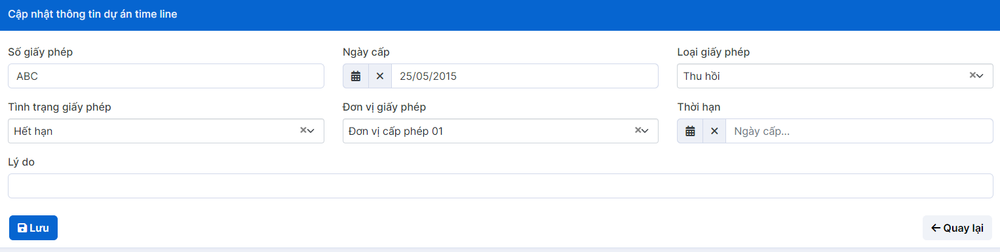 Cập nhật thông tin dự án time line
Số giấy phép
Ngày cấp
Loại giấy phép
ABC
25/05/2015
Thu hồi
Tình trạng giấy phép
Đơn vị giấy phép
Thời hạn
Hết hạn
Đơn vị cấp phép 01
Ngày cấp...
Lý do
Lưu
Quay lại